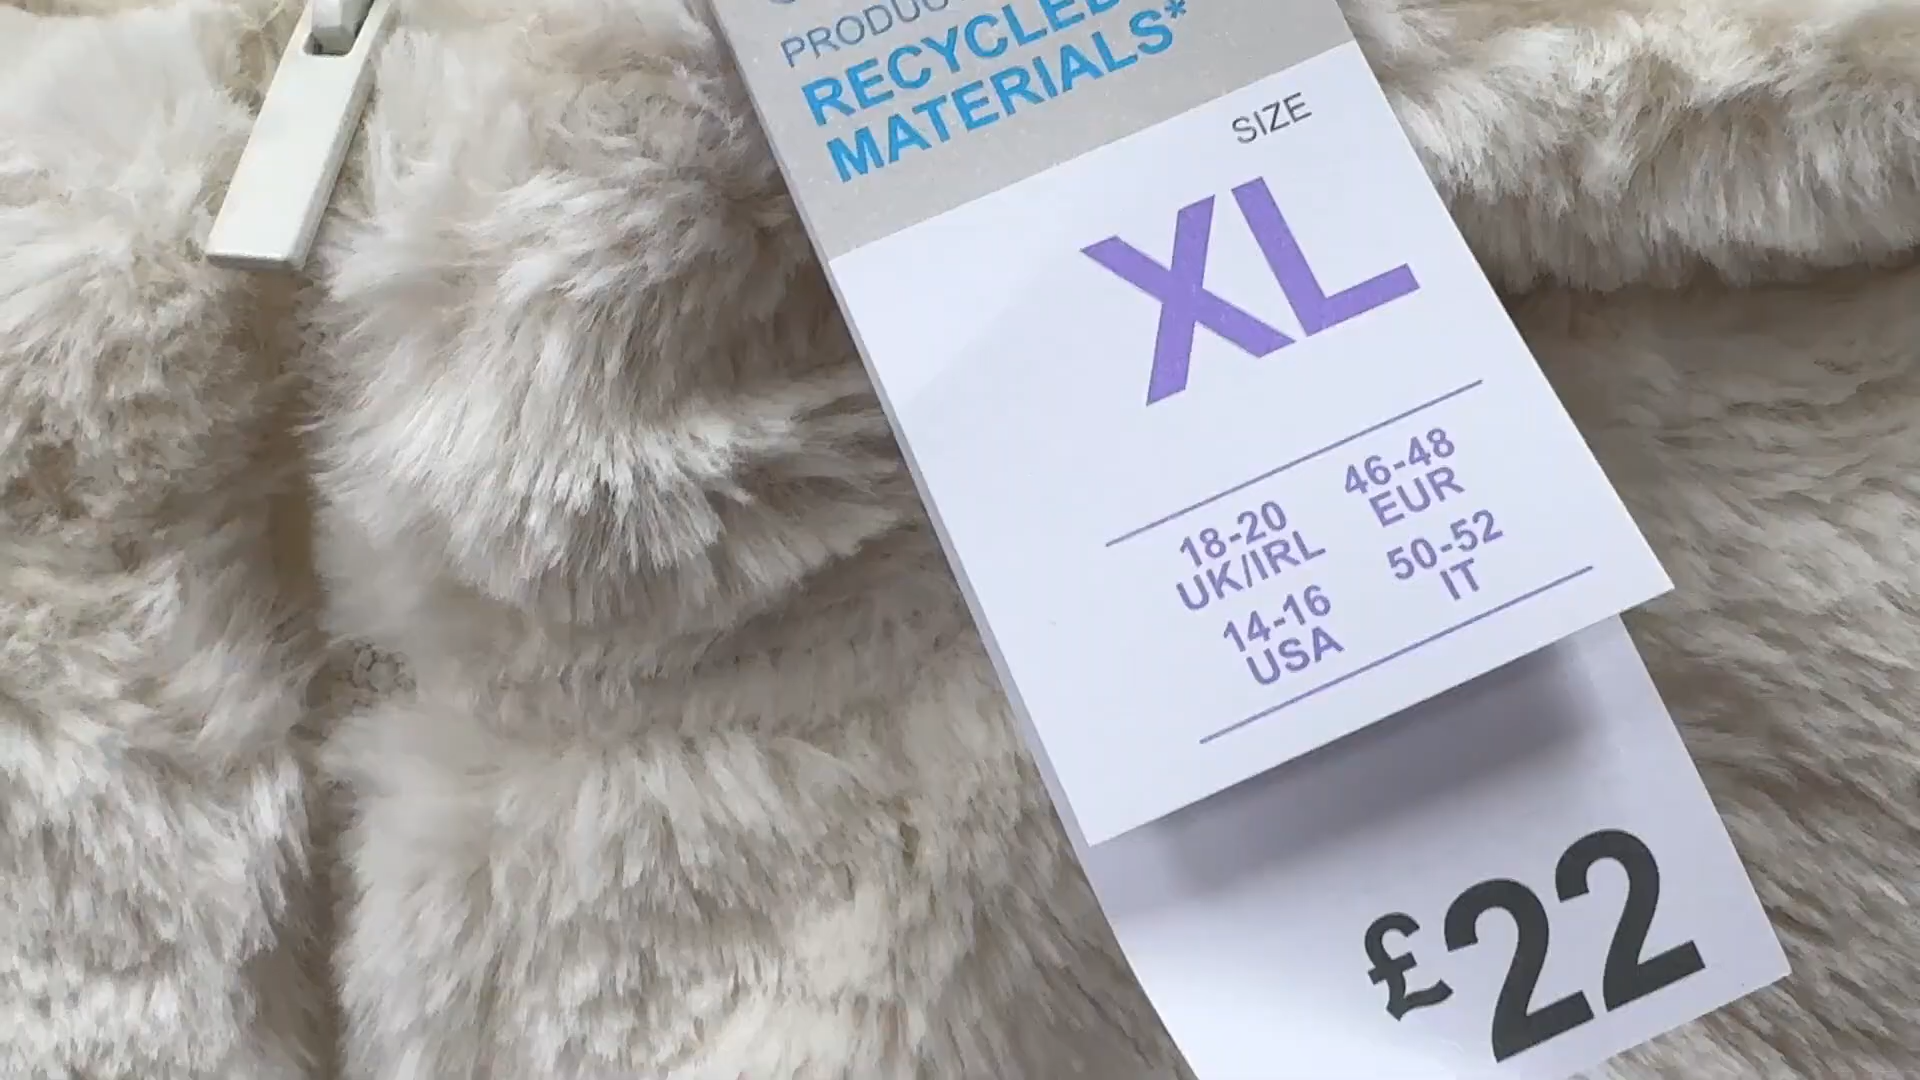 RECYCLED
MATERIALS*
SIZE
XL
18-20
UK/IRL
46-48
EUR
14-16
USA
50-52
IT
£22